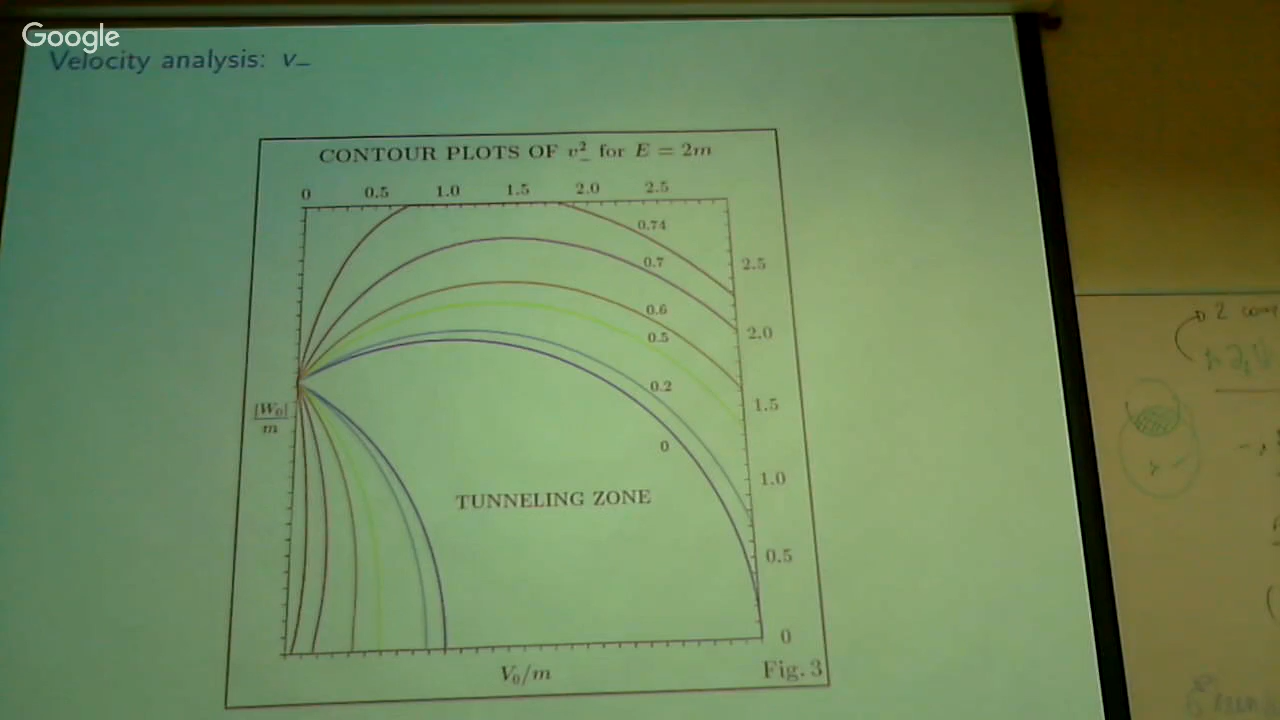 Google
Velocity analysis: v₋
CONTOUR PLOTS OF v²₋ for E = 2m
0 0.5 1.0 1.5 2.0 2.5
0.74
0.7
2.5
0.6
0.5
2.0
0.2
1.5
|W₀|/m
0
1.0
TUNNELING ZONE
0.5
0
V₀/m
Fig. 3
2